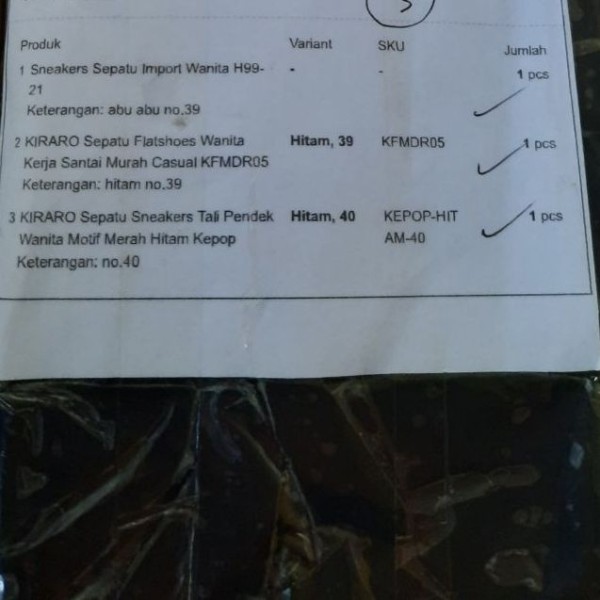 3
Produk Variant SKU Jumlah
1 Sneakers Sepatu Import Wanita H99- - - 1 pcs
21
Keterangan: abu abu no.39
2 KIRARO Sepatu Flatshoes Wanita Hitam, 39 KFMDR05 1 pcs
Kerja Santai Murah Casual KFMDR05
Keterangan: hitam no.39
3 KIRARO Sepatu Sneakers Tali Pendek Hitam, 40 KEPOP-HIT 1 pcs
Wanita Motif Merah Hitam Kepop AM-40
Keterangan: no.40